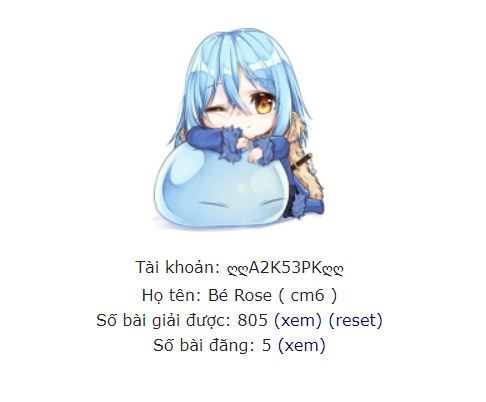 Tài khoản: ღღA2K53PKღღ
Họ tên: Bé Rose ( cm6 )
Số bài giải được: 805 (xem) (reset)
Số bài đăng: 5 (xem)